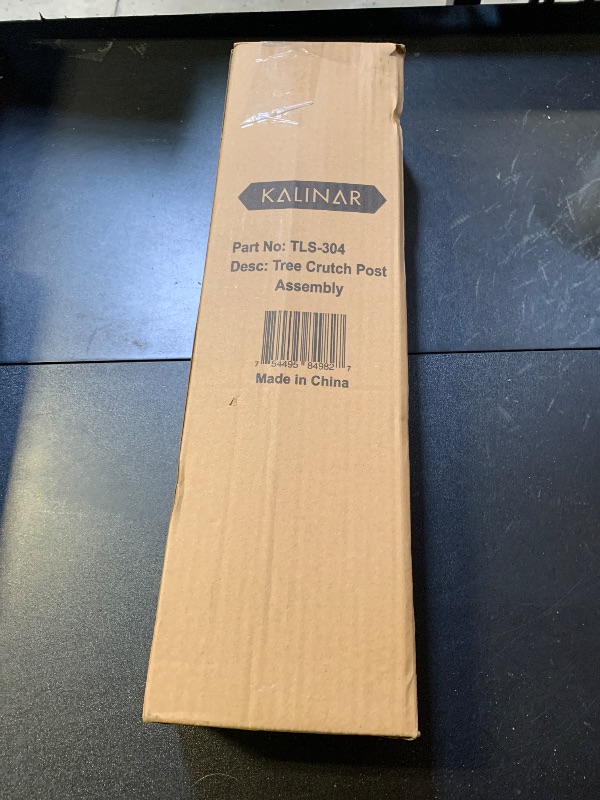 KALINAR
Part No: TLS-304
Desc: Tree Crutch Post
Assembly
7 54495 84982 7
Made in China